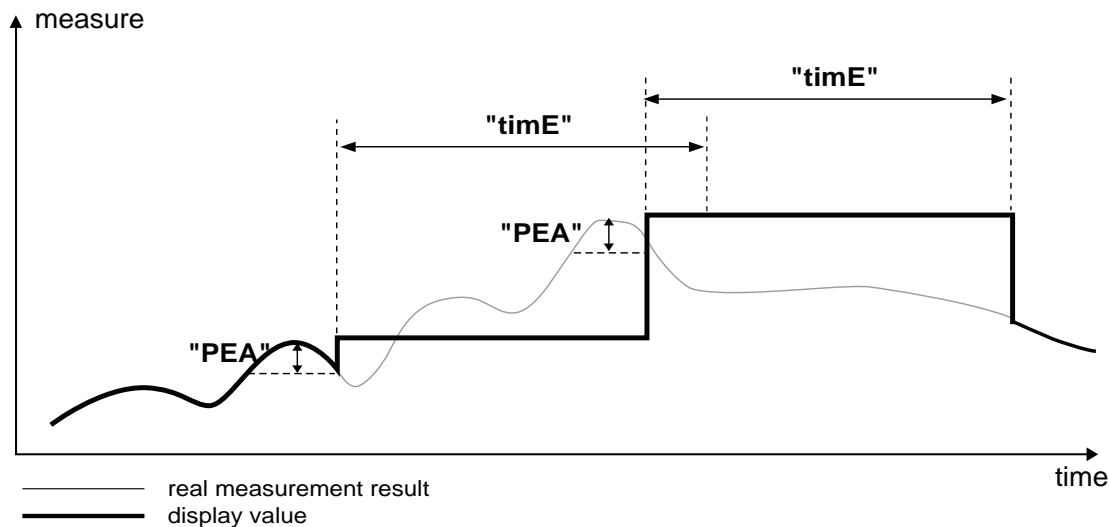 measure
"timE"
"timE"
"PEA"
"PEA"
time
real measurement result
display value